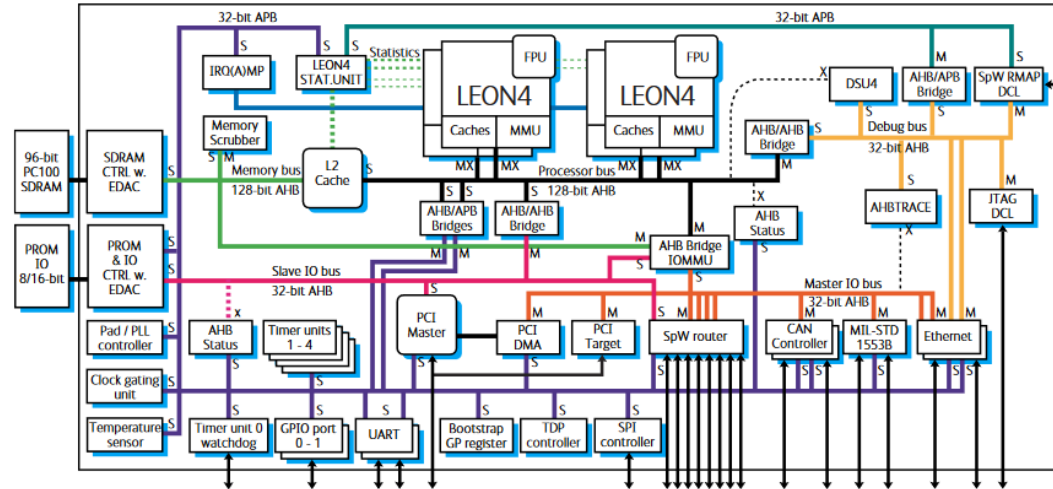 32-bit APB
32-bit APB
S
S
S
M
S
Statistics
FPU
FPU
IRQ(A)MP
LEON4
STAT.UNIT
LEON4
LEON4
X
DSU4
AHB/APB
Bridge
SpW RMAP
DCL
Caches
MMU
Caches
MMU
S
S
M
Memory
Scrubber
S
M
AHB/AHB
Bridge
S
Debug bus
32-bit AHB
M
96-bit
PC100
SDRAM
SDRAM
CTRL w.
EDAC
S
Memory bus
128-bit AHB
L2
Cache
S
MX
MX
MX
MX
Processor bus
128-bit AHB
S
S
S
X
S
M
AHB/APB
Bridges
AHB/AHB
Bridge
AHB
Status
AHBTRACE
JTAG
DCL
M
M
M
M
M
S
S
X
AHB Bridge
IOMMU
S
PROM
IO
8/16-bit
PROM
& IO
CTRL w.
EDAC
S
S
Slave IO bus
32-bit AHB
Master IO bus
32-bit AHB
S
M
M
S
M
M
M
M
X
Pad / PLL
controller
S
AHB
Status
Timer units
1 - 4
PCI
Master
PCI
DMA
PCI
Target
SpW router
CAN
Controller
MIL-STD
1553B
Ethernet
S
S
S
S
S
S
S
S
S
S
Clock gating
unit
S
S
S
S
S
S
S
S
Temperature
sensor
S
Timer unit 0
watchdog
GPIO port
0 - 1
UART
Bootstrap
GP register
TDP
controller
SPI
controller